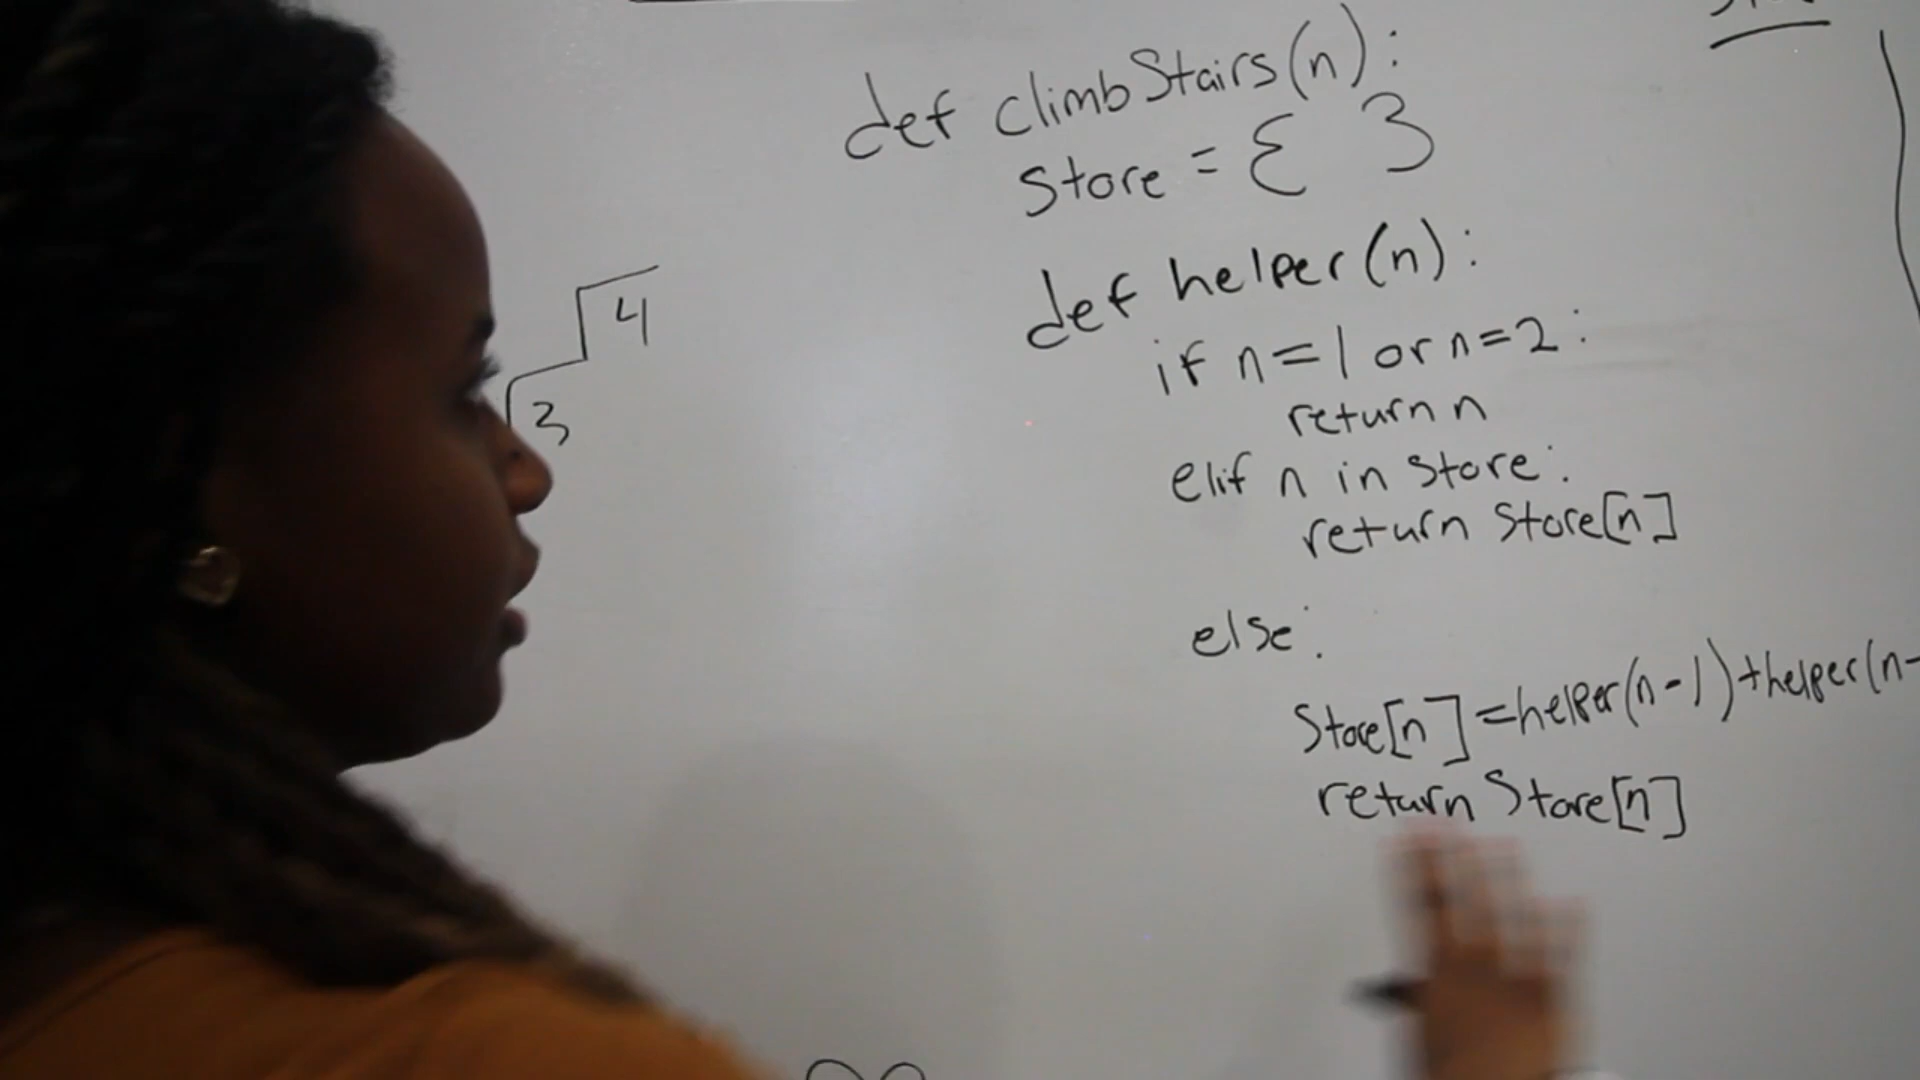 def climbStairs(n):
store = { }
def helper(n):
if n=1 or n=2:
return n
elif n in store:
return store[n]
else:
Store[n]=helper(n-1)+helper(n-
return Store[n]
4
3